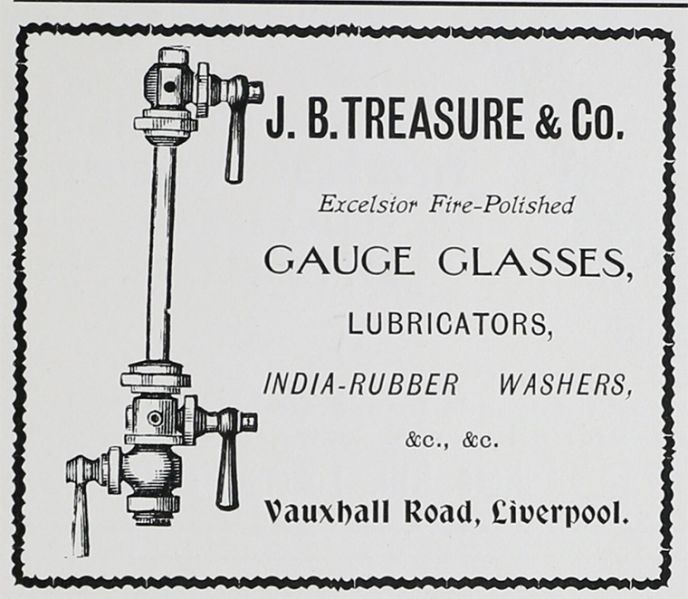 J. B. TREASURE & Co.
Excelsior Fire-Polished
GAUGE GLASSES,
LUBRICATORS,
INDIA-RUBBER WASHERS,
&c., &c.
Vauxhall Road, Liverpool.